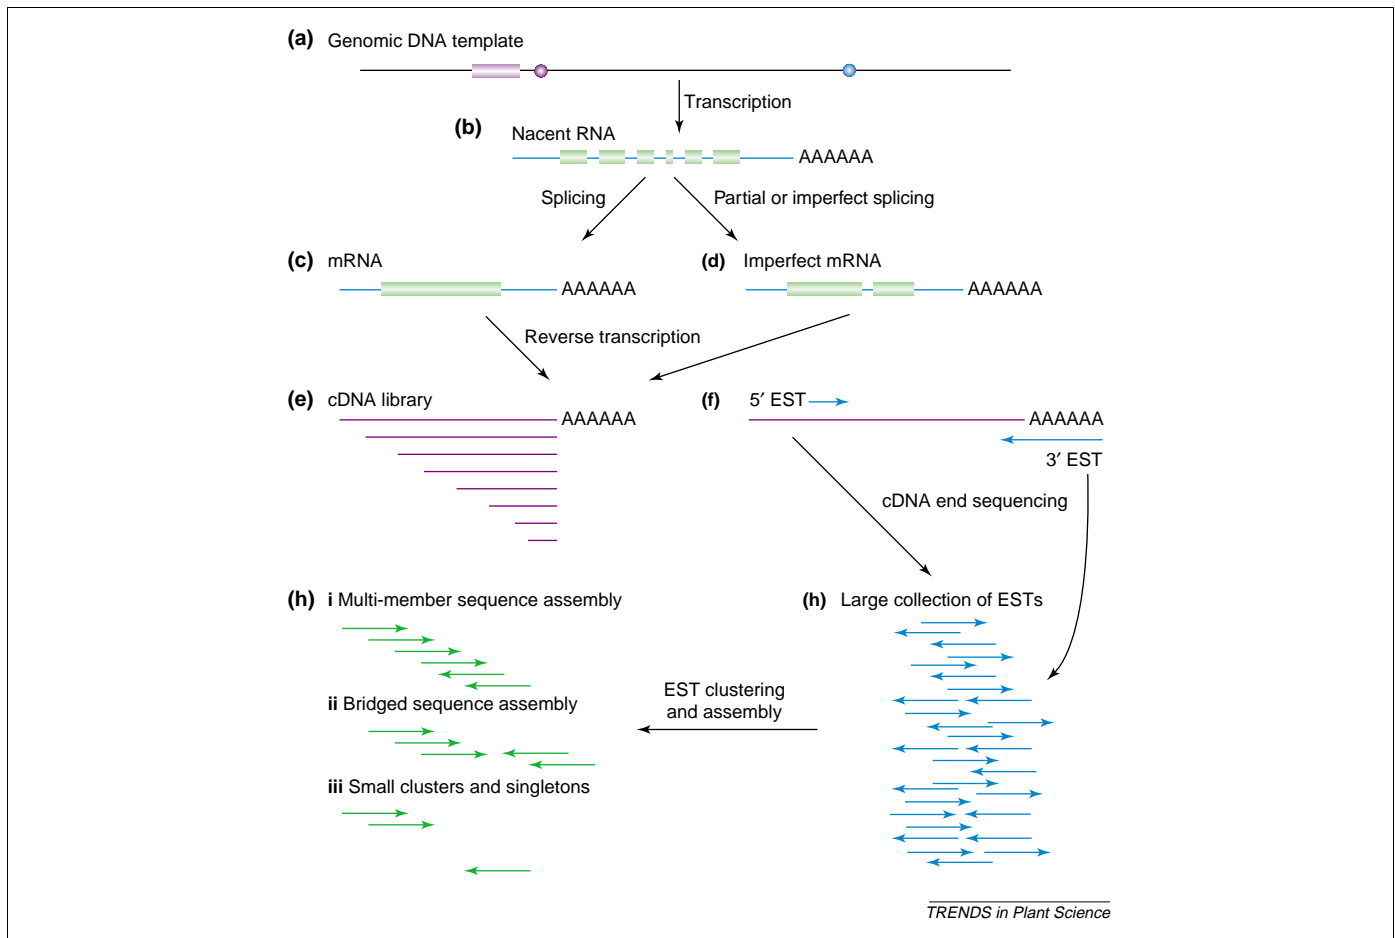 (a) Genomic DNA template
Transcription
(b) Nacent RNA
AAAAAA
Splicing
Partial or imperfect splicing
(c) mRNA
AAAAAA
(d) Imperfect mRNA
AAAAAA
Reverse transcription
(e) cDNA library
AAAAAA
(f) 5′ EST
AAAAAA
3′ EST
cDNA end sequencing
(h) i Multi-member sequence assembly
(h) Large collection of ESTs
EST clustering
and assembly
ii Bridged sequence assembly
iii Small clusters and singletons
TRENDS in Plant Science